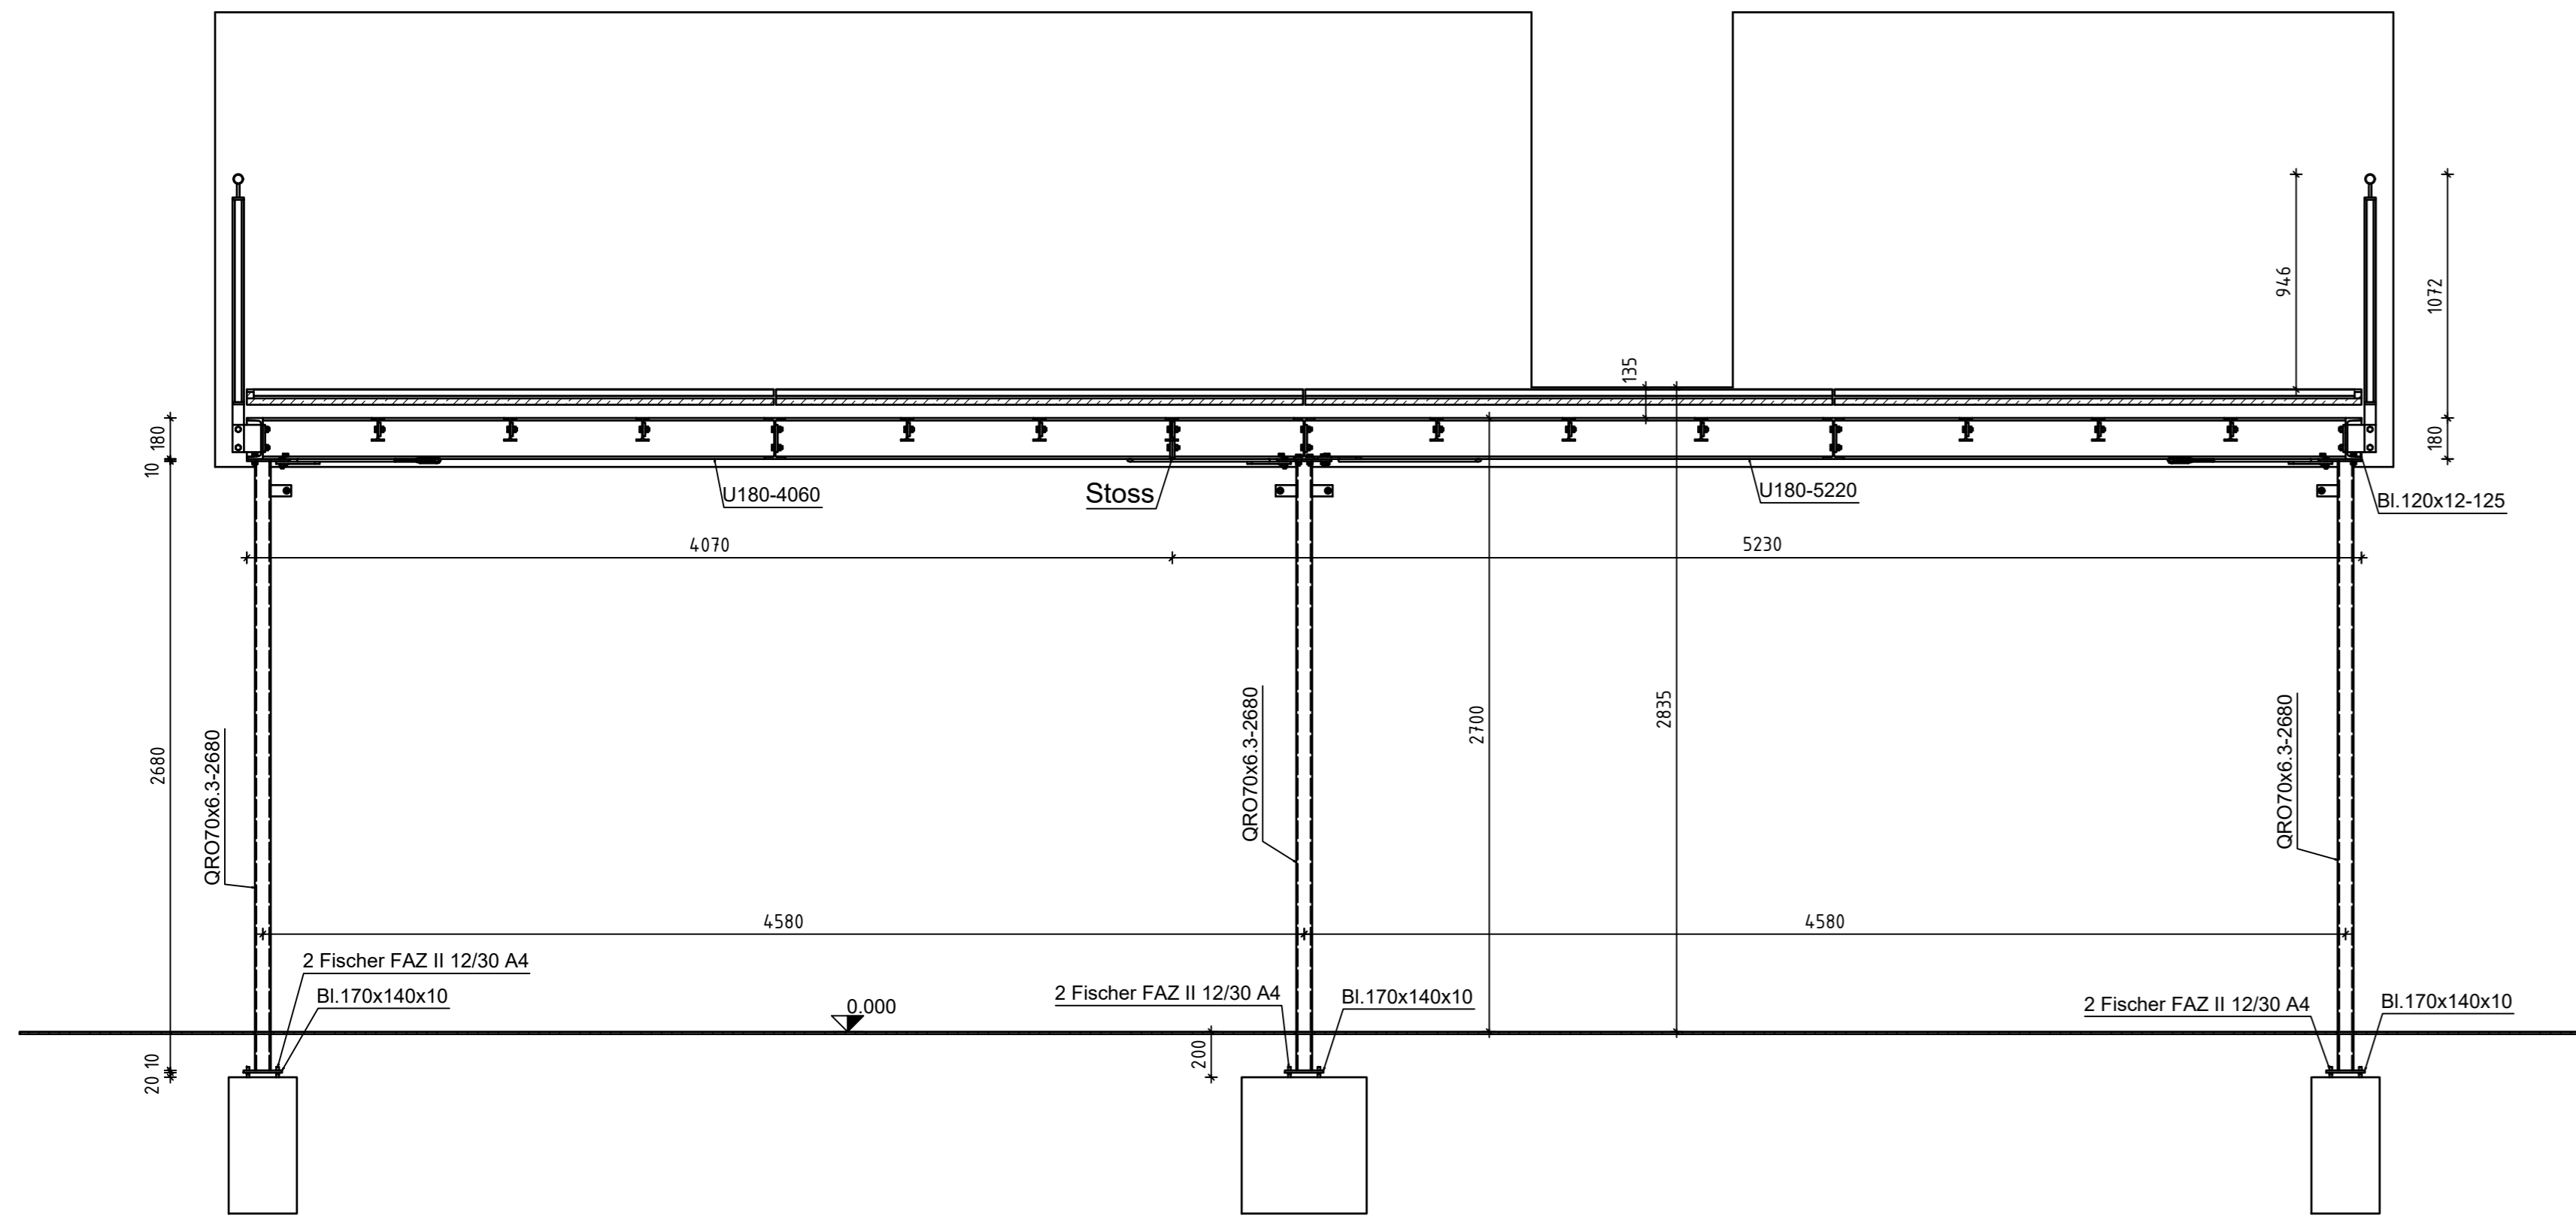 946
1072
135
180
10
180
U180-4060
Stoss
U180-5220
Bl.120x12-125
4070
5230
2680
QRO70x6.3-2680
QRO70x6.3-2680
2700
2835
QRO70x6.3-2680
4580
4580
2 Fischer FAZ II 12/30 A4
Bl.170x140x10
0.000
2 Fischer FAZ II 12/30 A4
Bl.170x140x10
2 Fischer FAZ II 12/30 A4
Bl.170x140x10
200
20 10